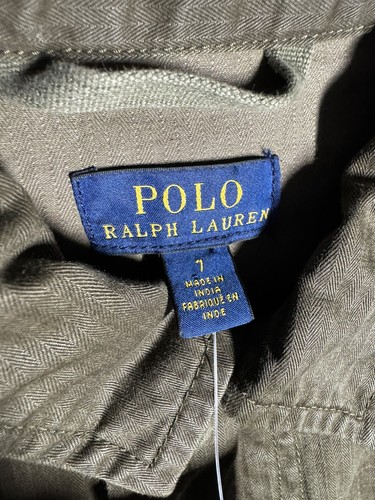 POLO
RALPH LAUREN
7
MADE IN
INDIA
FABRIQUÉ EN
INDE